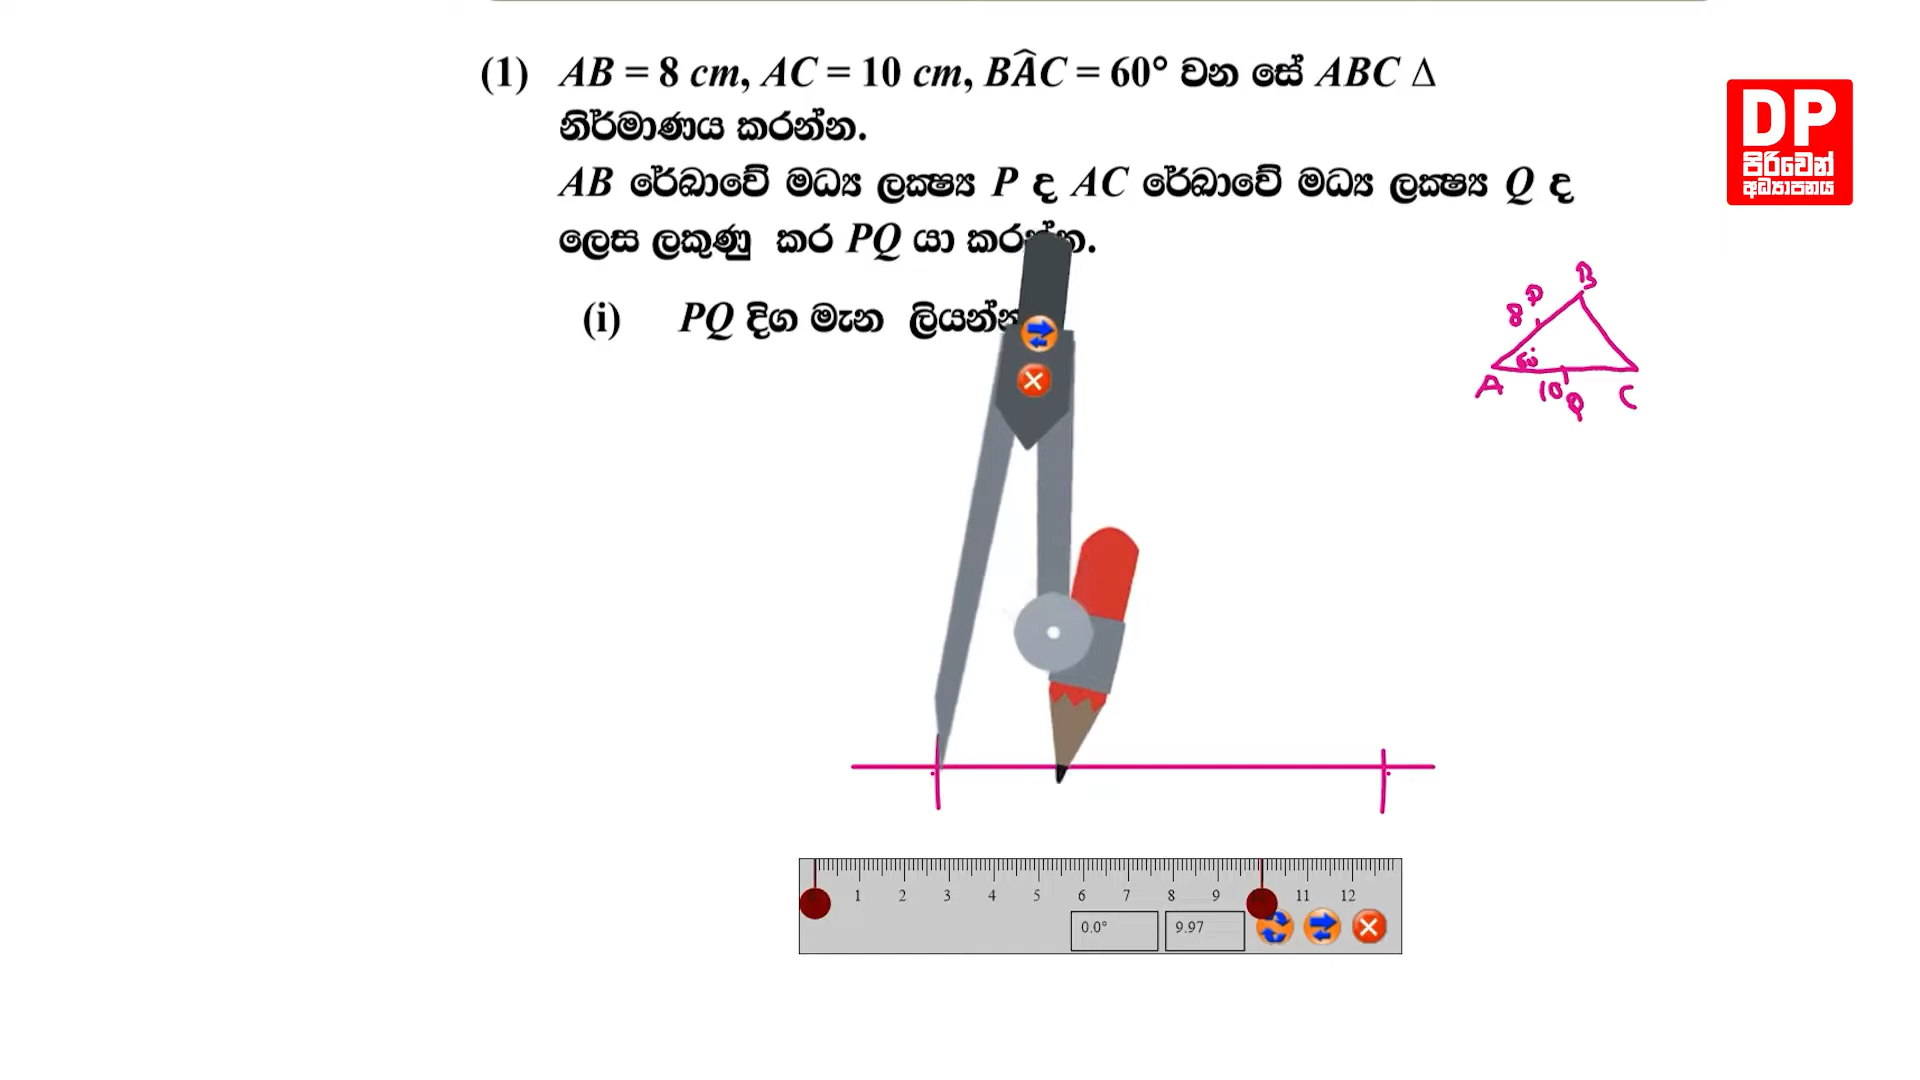 (1) AB = 8 cm, AC = 10 cm, BÂC = 60° වන සේ ABC Δ
නිර්මාණය කරන්න.
AB රේඛාවේ මධ්‍ය ලක්‍ෂ්‍ය P ද AC රේඛාවේ මධ්‍ය ලක්‍ෂ්‍ය Q ද
ලෙස ලකුණු කර PQ යා කරන්න.
(i) PQ දිග මැන ලියන්න
DP
පිරිවෙන්
අධ්‍යාපනය
B
P
8
60°
A
10
Q
C
1 2 3 4 5 6 7 8 9 11 12
0.0° 9.97